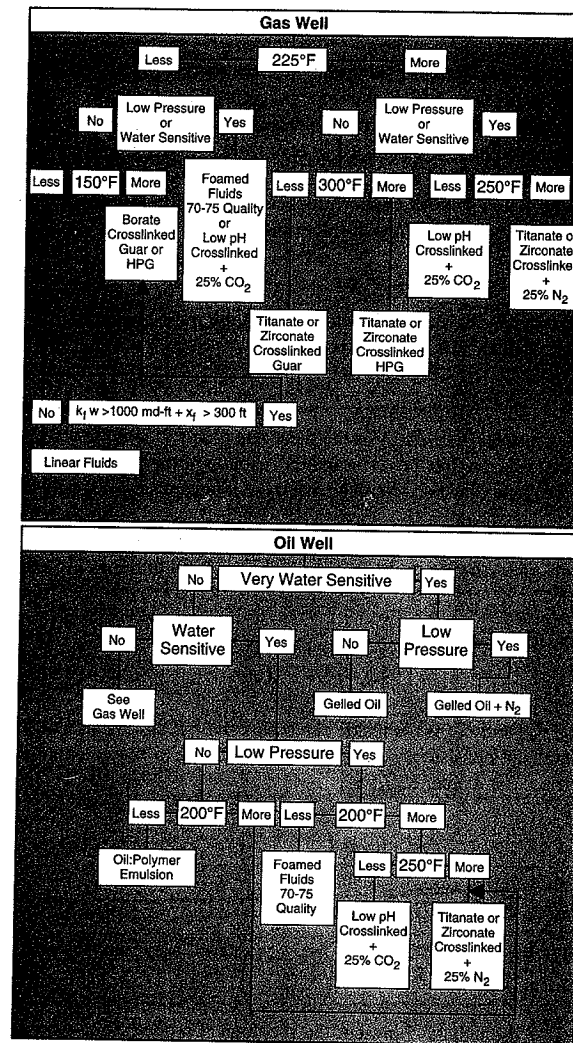 Gas Well
Less 225°F More
No Low Pressure Yes No Low Pressure Yes
or or
Water Sensitive Water Sensitive
Less 150°F More Foamed Less 300°F More Less 250°F More
Fluids
70-75 Quality
or
Low pH
Crosslinked
+
25% CO₂
Borate
Crosslinked
Guar or
HPG
Low pH
Crosslinked
+
25% CO₂
Titanate or
Zirconate
Crosslinked
+
25% N₂
Titanate or
Zirconate
Crosslinked
Guar
Titanate or
Zirconate
Crosslinked
HPG
No k_f w >1000 md-ft + x_f > 300 ft Yes
Linear Fluids
Oil Well
No Very Water Sensitive Yes
No Water Yes No Low Yes
Sensitive Pressure
See
Gas Well
Gelled Oil Gelled Oil + N₂
No Low Pressure Yes
Less 200°F More Less 200°F More
Oil:Polymer
Emulsion
Foamed
Fluids
70-75
Quality
Less 250°F More
Low pH
Crosslinked
+
25% CO₂
Titanate or
Zirconate
Crosslinked
+
25% N₂